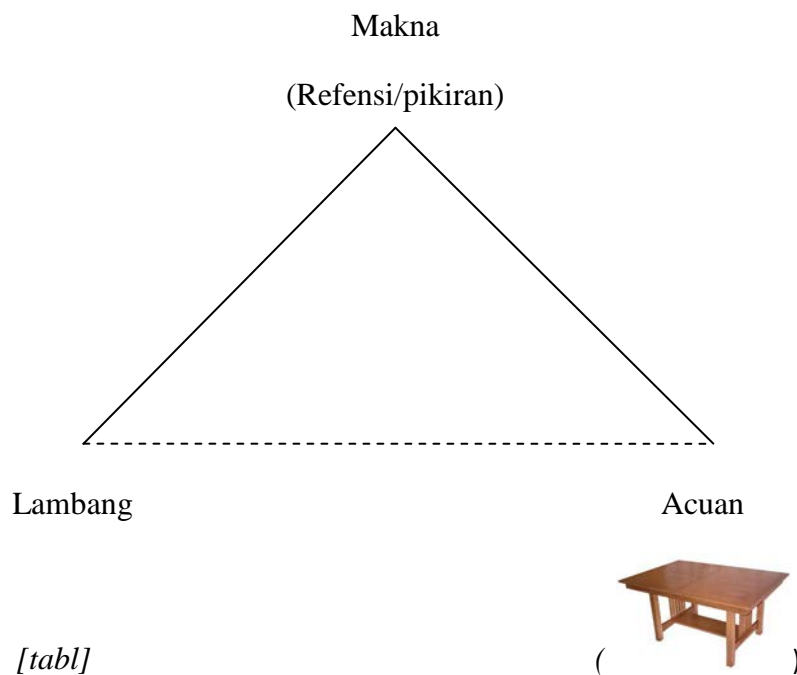 Makna
(Refensi/pikiran)
Lambang Acuan
[tabl] ( )